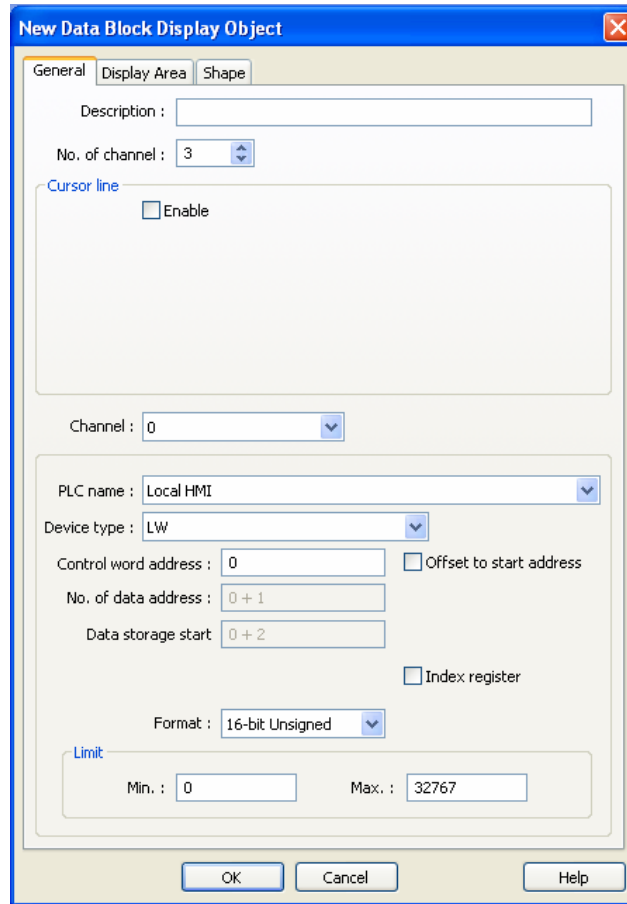 New Data Block Display Object
General Display Area Shape
Description :
No. of channel : 3
Cursor line
Enable
Channel : 0
PLC name : Local HMI
Device type : LW
Control word address : 0 Offset to start address
No. of data address : 0 + 1
Data storage start 0 + 2
Index register
Format : 16-bit Unsigned
Limit
Min. : 0 Max. : 32767
OK Cancel Help